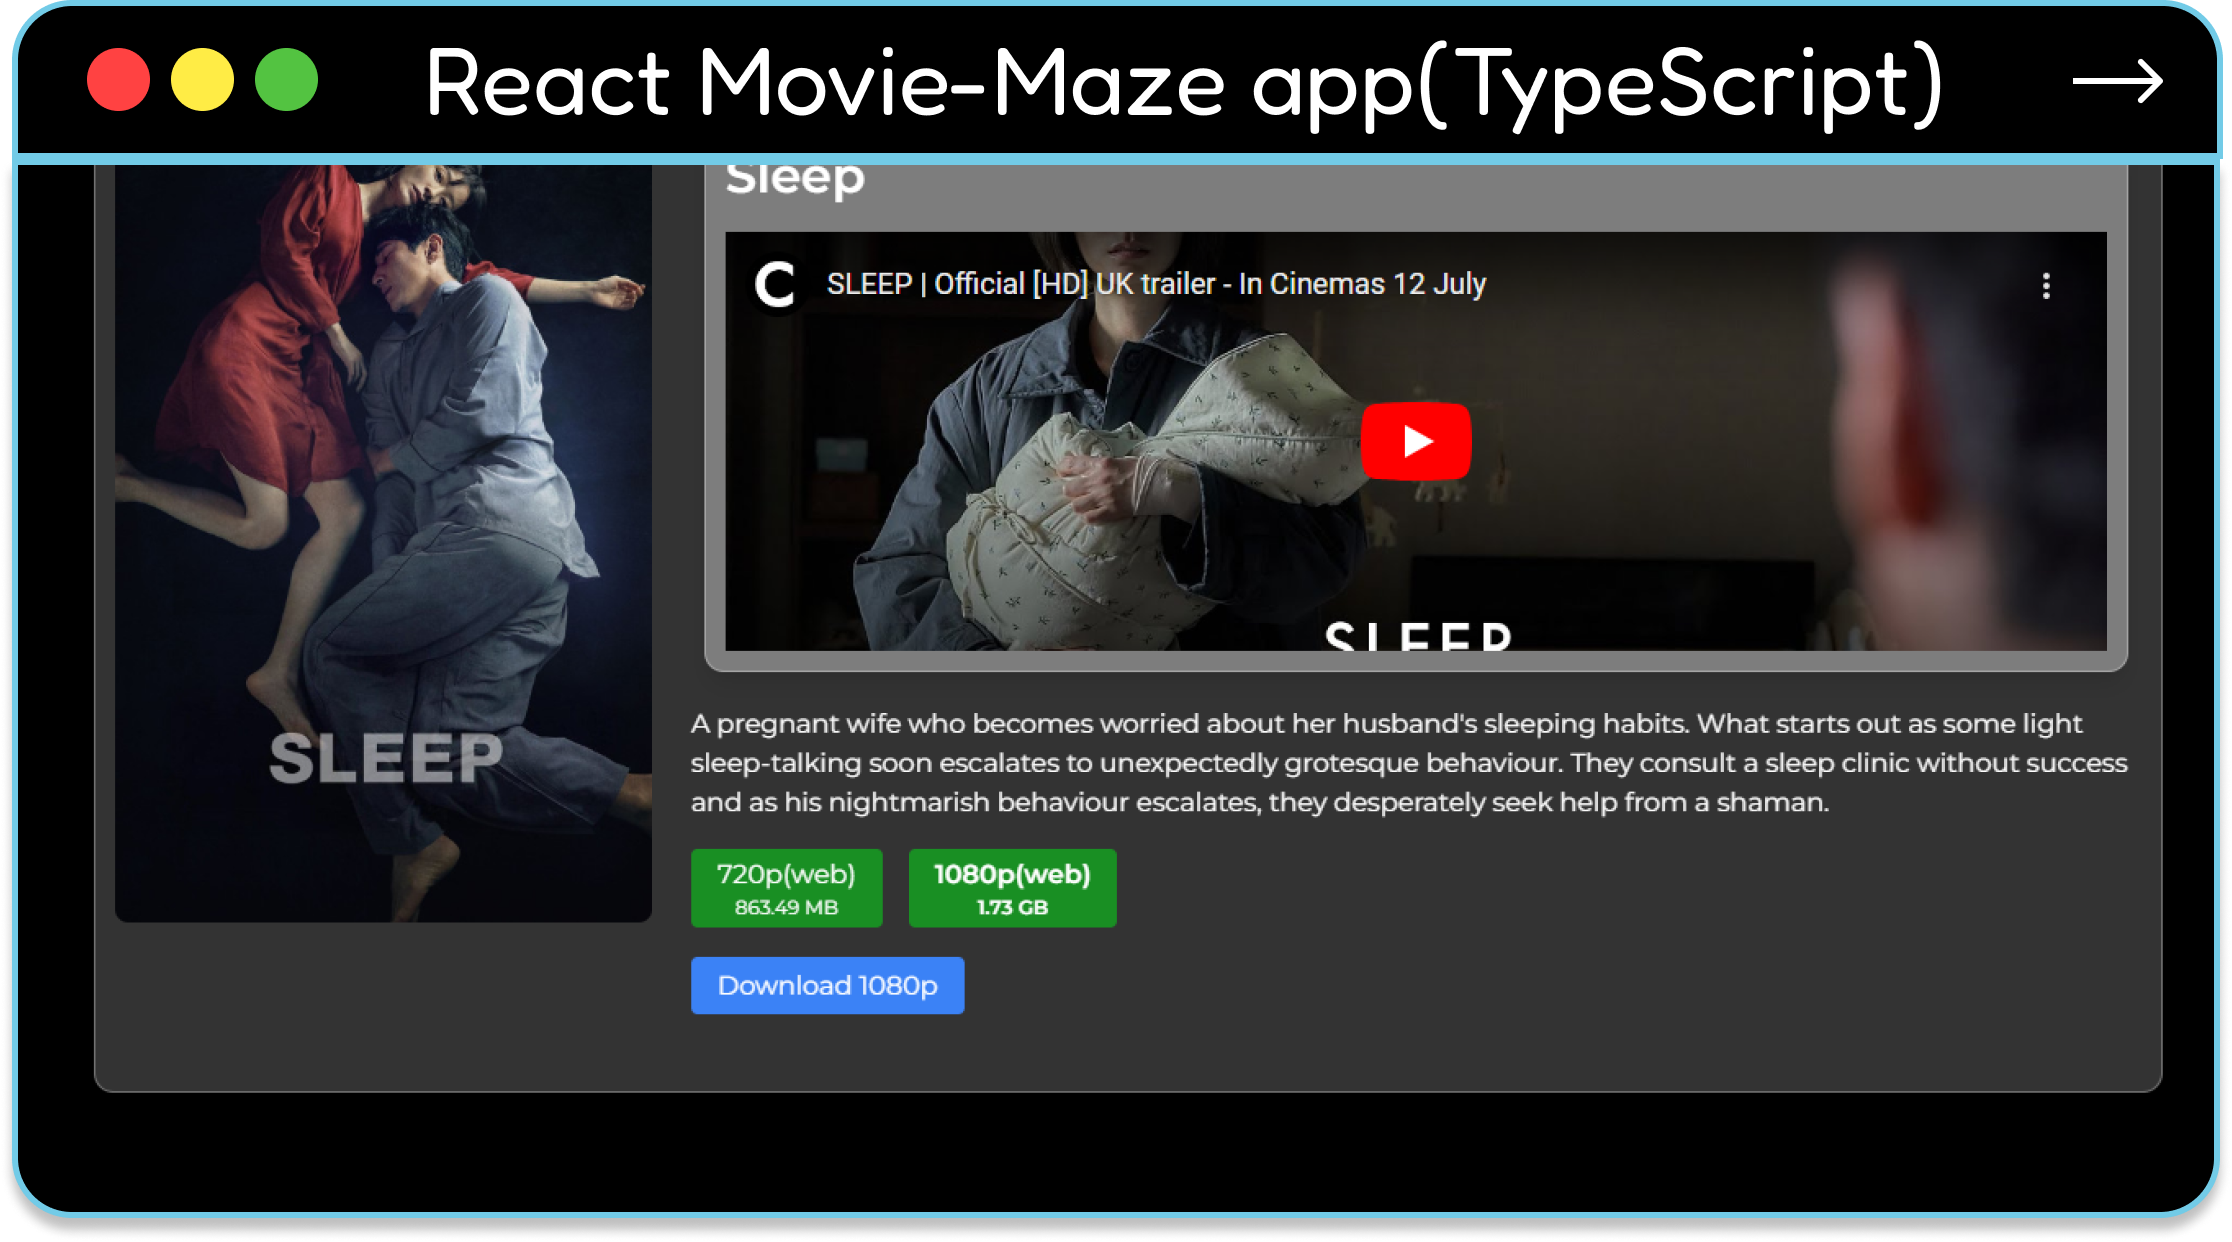 React Movie-Maze app(TypeScript)
Sleep
C
SLEEP | Official [HD] UK trailer - In Cinemas 12 July
SLEEP
SLEEP
A pregnant wife who becomes worried about her husband's sleeping habits. What starts out as some light
sleep-talking soon escalates to unexpectedly grotesque behaviour. They consult a sleep clinic without success
and as his nightmarish behaviour escalates, they desperately seek help from a shaman.
720p(web)
863.49 MB
1080p(web)
1.73 GB
Download 1080p